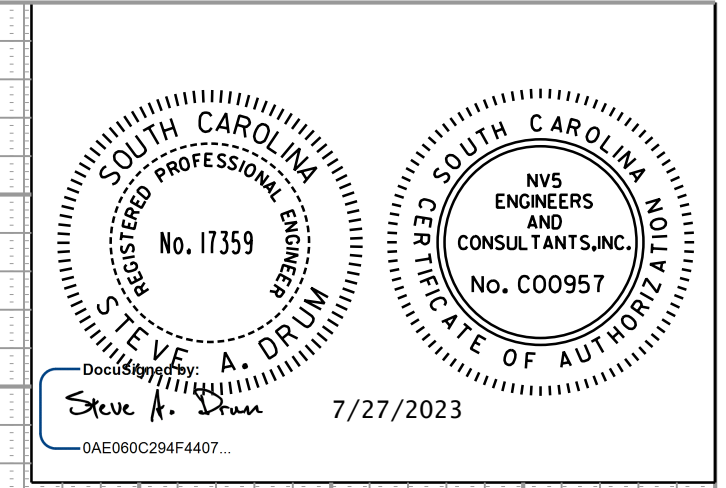 SOUTH CAROLINA
REGISTERED PROFESSIONAL ENGINEER
No. 17359
STEVE A. DRUM
SOUTH CAROLINA
NV5
ENGINEERS
AND
CONSULTANTS,INC.
No. C00957
CERTIFICATE OF AUTHORIZATION
DocuSigned by:
Steve A. Drum
7/27/2023
0AE060C294F4407...